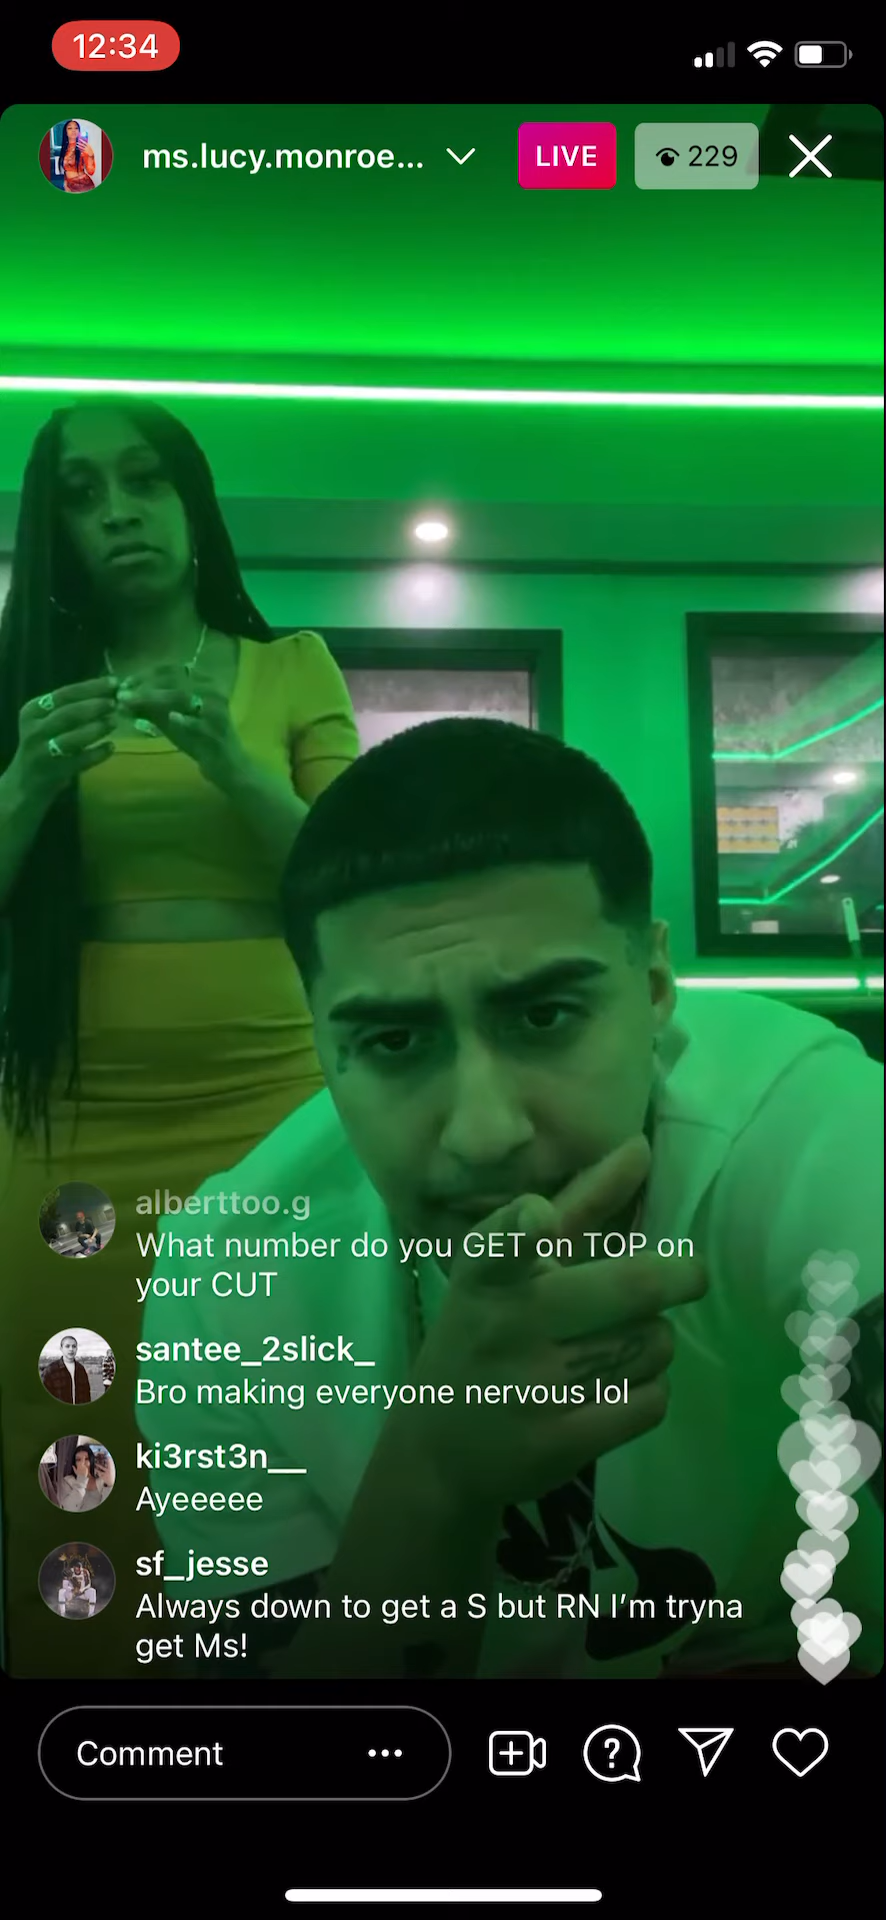 12:34
ms.lucy.monroe...
LIVE
229
alberttoo.g
What number do you GET on TOP on
your CUT
santee_2slick_
Bro making everyone nervous lol
ki3rst3n__
Ayeeeee
sf_jesse
Always down to get a S but RN I’m tryna
get Ms!
Comment